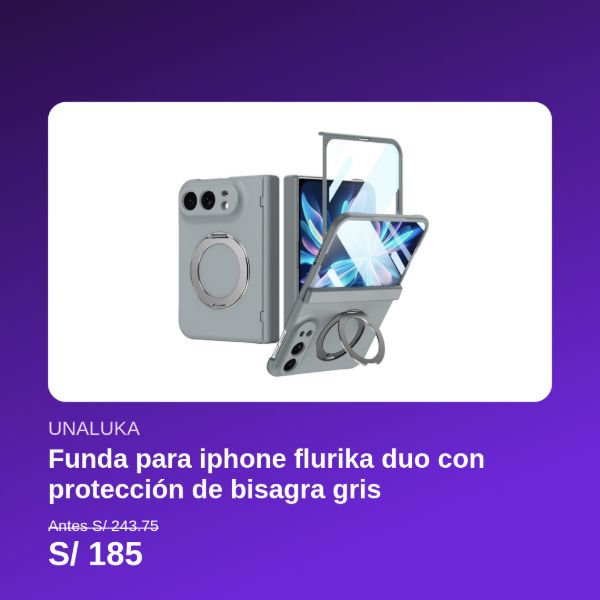 UNALUKA
Funda para iphone flurika duo con
protección de bisagra gris
Antes S/ 243.75
S/ 185